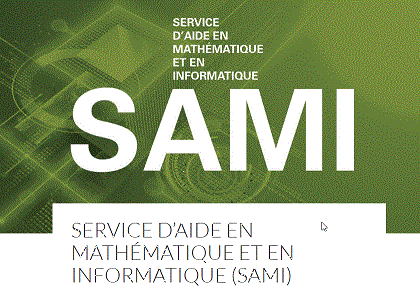 SERVICE
D'AIDE EN
MATHÉMATIQUE
ET EN
INFORMATIQUE
SAMI
SERVICE D'AIDE EN
MATHÉMATIQUE ET EN
INFORMATIQUE (SAMI)